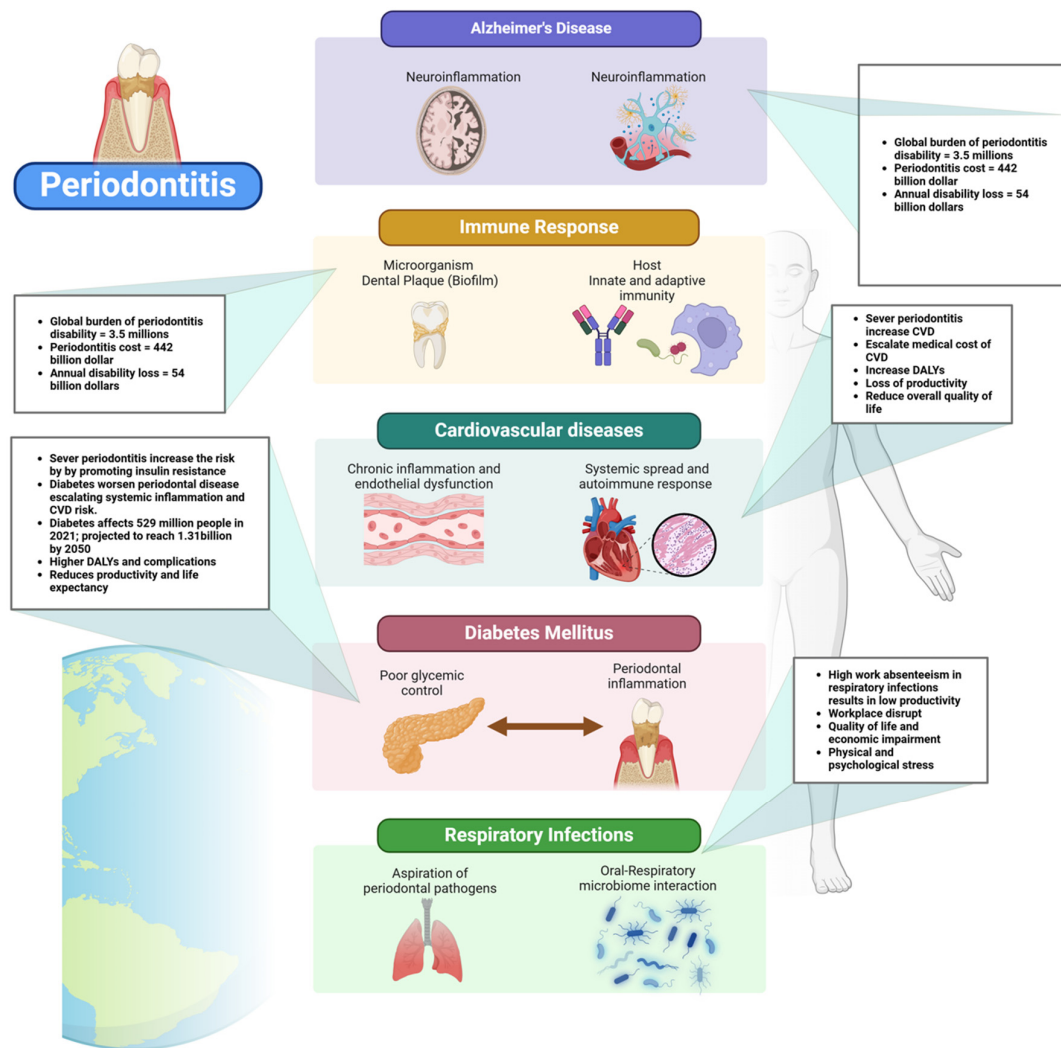 Periodontitis
Alzheimer's Disease
Neuroinflammation
Neuroinflammation
• Global burden of periodontitis
disability = 3.5 millions
• Periodontitis cost = 442
billion dollar
• Annual disability loss = 54
billion dollars
Immune Response
Microorganism
Dental Plaque (Biofilm)
Host
Innate and adaptive
immunity
• Global burden of periodontitis
disability = 3.5 millions
• Periodontitis cost = 442
billion dollar
• Annual disability loss = 54
billion dollars
Cardiovascular diseases
Chronic inflammation and
endothelial dysfunction
Systemic spread and
autoimmune response
• Sever periodontitis
increase CVD
• Escalate medical cost of
CVD
• Increase DALYs
• Loss of productivity
• Reduce overall quality of
life
• Sever periodontitis increase the risk
by by promoting insulin resistance
• Diabetes worsen periodontal disease
escalating systemic inflammation and
CVD risk.
• Diabetes affects 529 million people in
2021; projected to reach 1.31billion
by 2050
• Higher DALYs and complications
• Reduces productivity and life
expectancy
Diabetes Mellitus
Poor glycemic
control
Periodontal
inflammation
• High work absenteeism in
respiratory infections
results in low productivity
• Workplace disrupt
• Quality of life and
economic impairment
• Physical and
psychological stress
Respiratory Infections
Aspiration of
periodontal pathogens
Oral-Respiratory
microbiome interaction